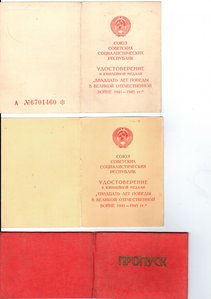 СОЮЗ
СОВЕТСКИХ
СОЦИАЛИСТИЧЕСКИХ
РЕСПУБЛИК
УДОСТОВЕРЕНИЕ
К ЮБИЛЕЙНОЙ МЕДАЛИ
„ТРИДЦАТЬ ЛЕТ ПОБЕДЫ
В ВЕЛИКОЙ ОТЕЧЕСТВЕННОЙ
ВОЙНЕ 1941—1945 гг."
А №6701460 ✻
СОЮЗ
СОВЕТСКИХ
СОЦИАЛИСТИЧЕСКИХ
РЕСПУБЛИК
УДОСТОВЕРЕНИЕ
К ЮБИЛЕЙНОЙ МЕДАЛИ
„ТРИДЦАТЬ ЛЕТ ПОБЕДЫ
В ВЕЛИКОЙ ОТЕЧЕСТВЕННОЙ
ВОЙНЕ 1941—1945 гг."
ПРОПУСК